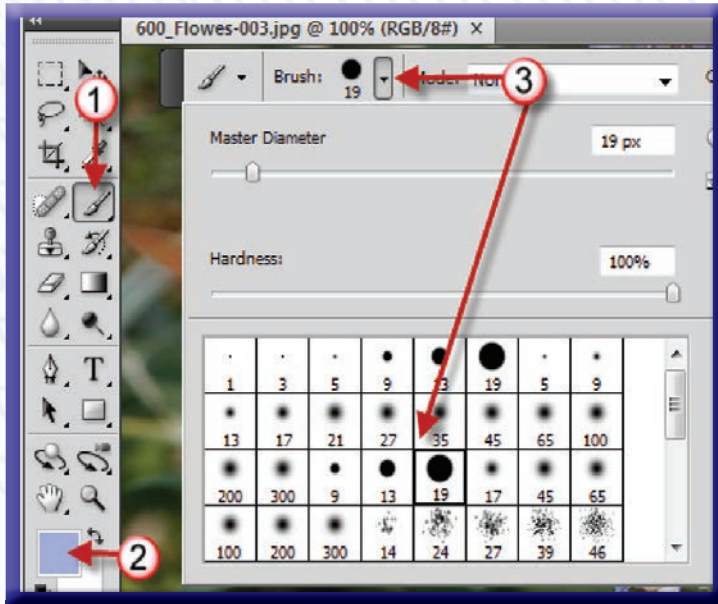 600_Flowes-003.jpg @ 100% (RGB/8#) ×
Brush: 19
Master Diameter 19 px
Hardness: 100%
1 3 5 9 13 19 5 9
13 17 21 27 35 45 65 100
200 300 9 13 19 17 45 65
100 200 300 14 24 27 39 46
T
1
2
3